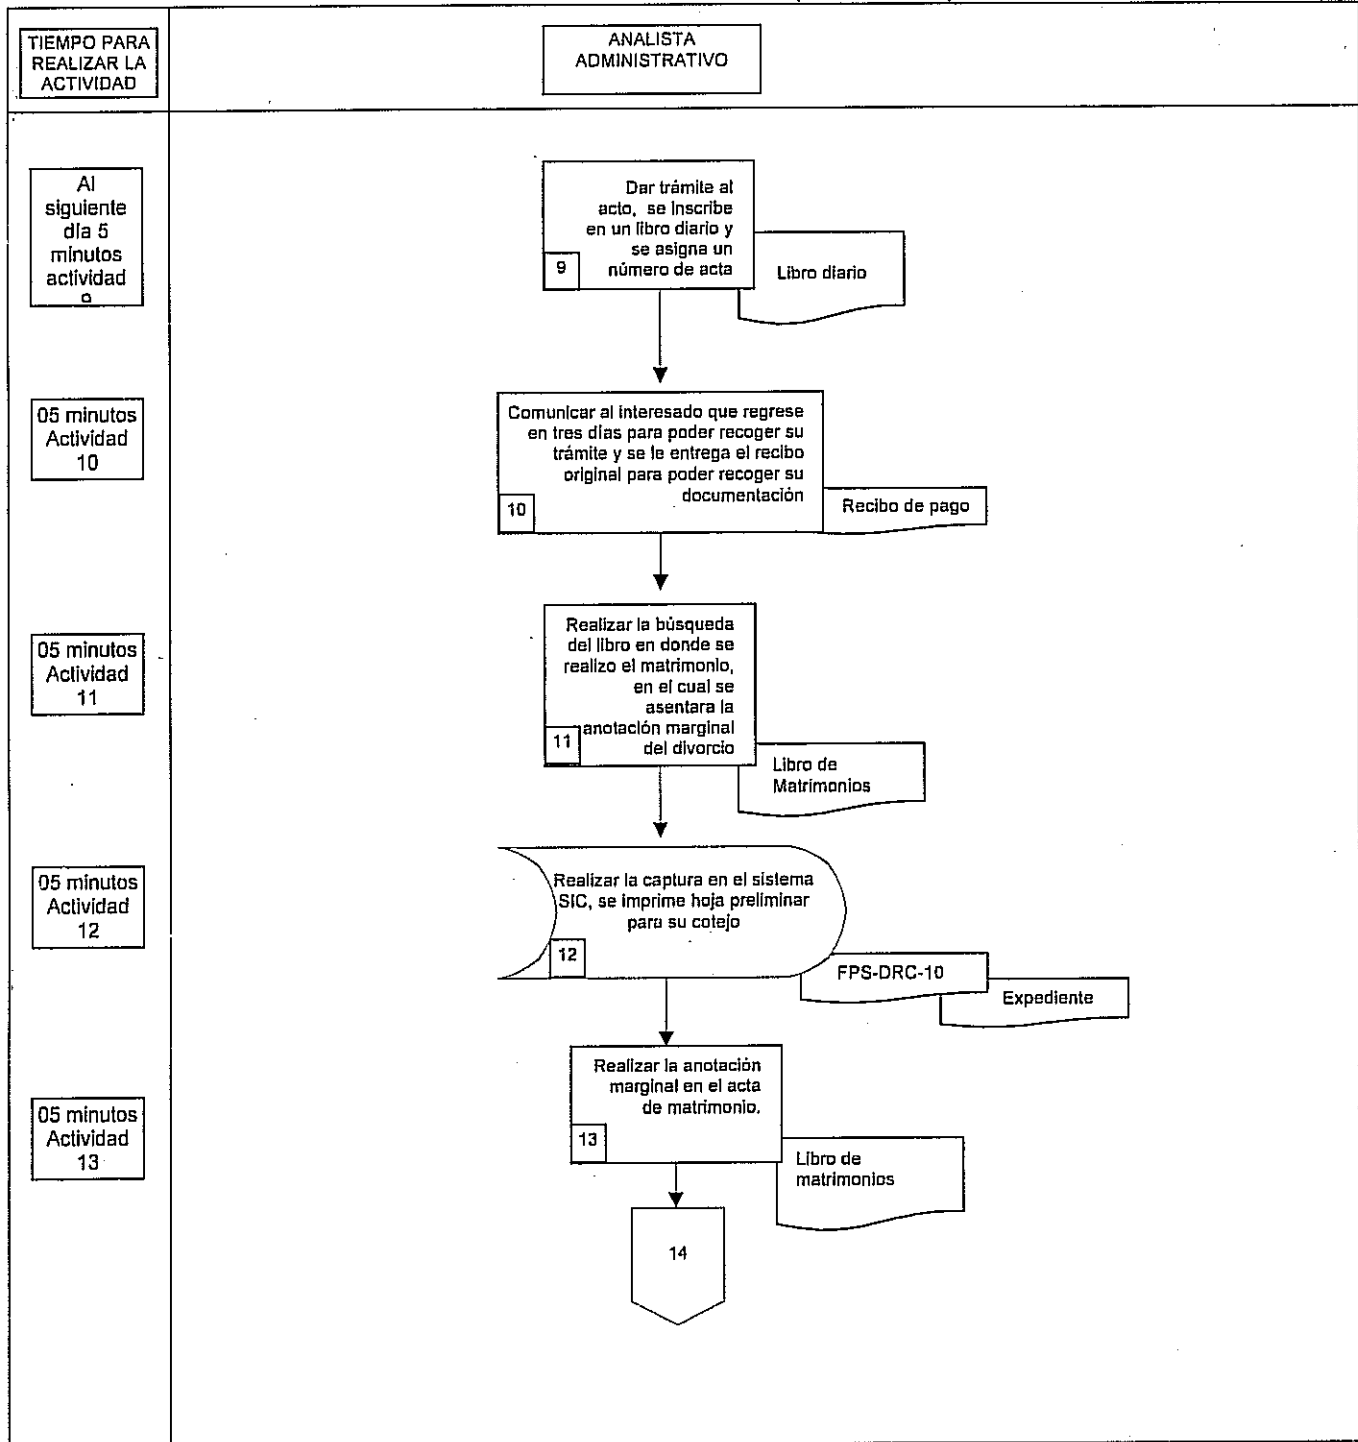 TIEMPO PARA
REALIZAR LA
ACTIVIDAD
ANALISTA
ADMINISTRATIVO
Al
siguiente
día 5
minutos
actividad
9
Dar trámite al
acto, se inscribe
en un libro diario y
se asigna un
número de acta
9
Libro diario
05 minutos
Actividad
10
Comunicar al interesado que regrese
en tres días para poder recoger su
trámite y se le entrega el recibo
original para poder recoger su
documentación
10
Recibo de pago
05 minutos
Actividad
11
Realizar la búsqueda
del libro en donde se
realizo el matrimonio,
en el cual se
asentara la
anotación marginal
del divorcio
11
Libro de
Matrimonios
05 minutos
Actividad
12
Realizar la captura en el sistema
SIC, se imprime hoja preliminar
para su cotejo
12
FPS-DRC-10
Expediente
05 minutos
Actividad
13
Realizar la anotación
marginal en el acta
de matrimonio.
13
Libro de
matrimonios
14